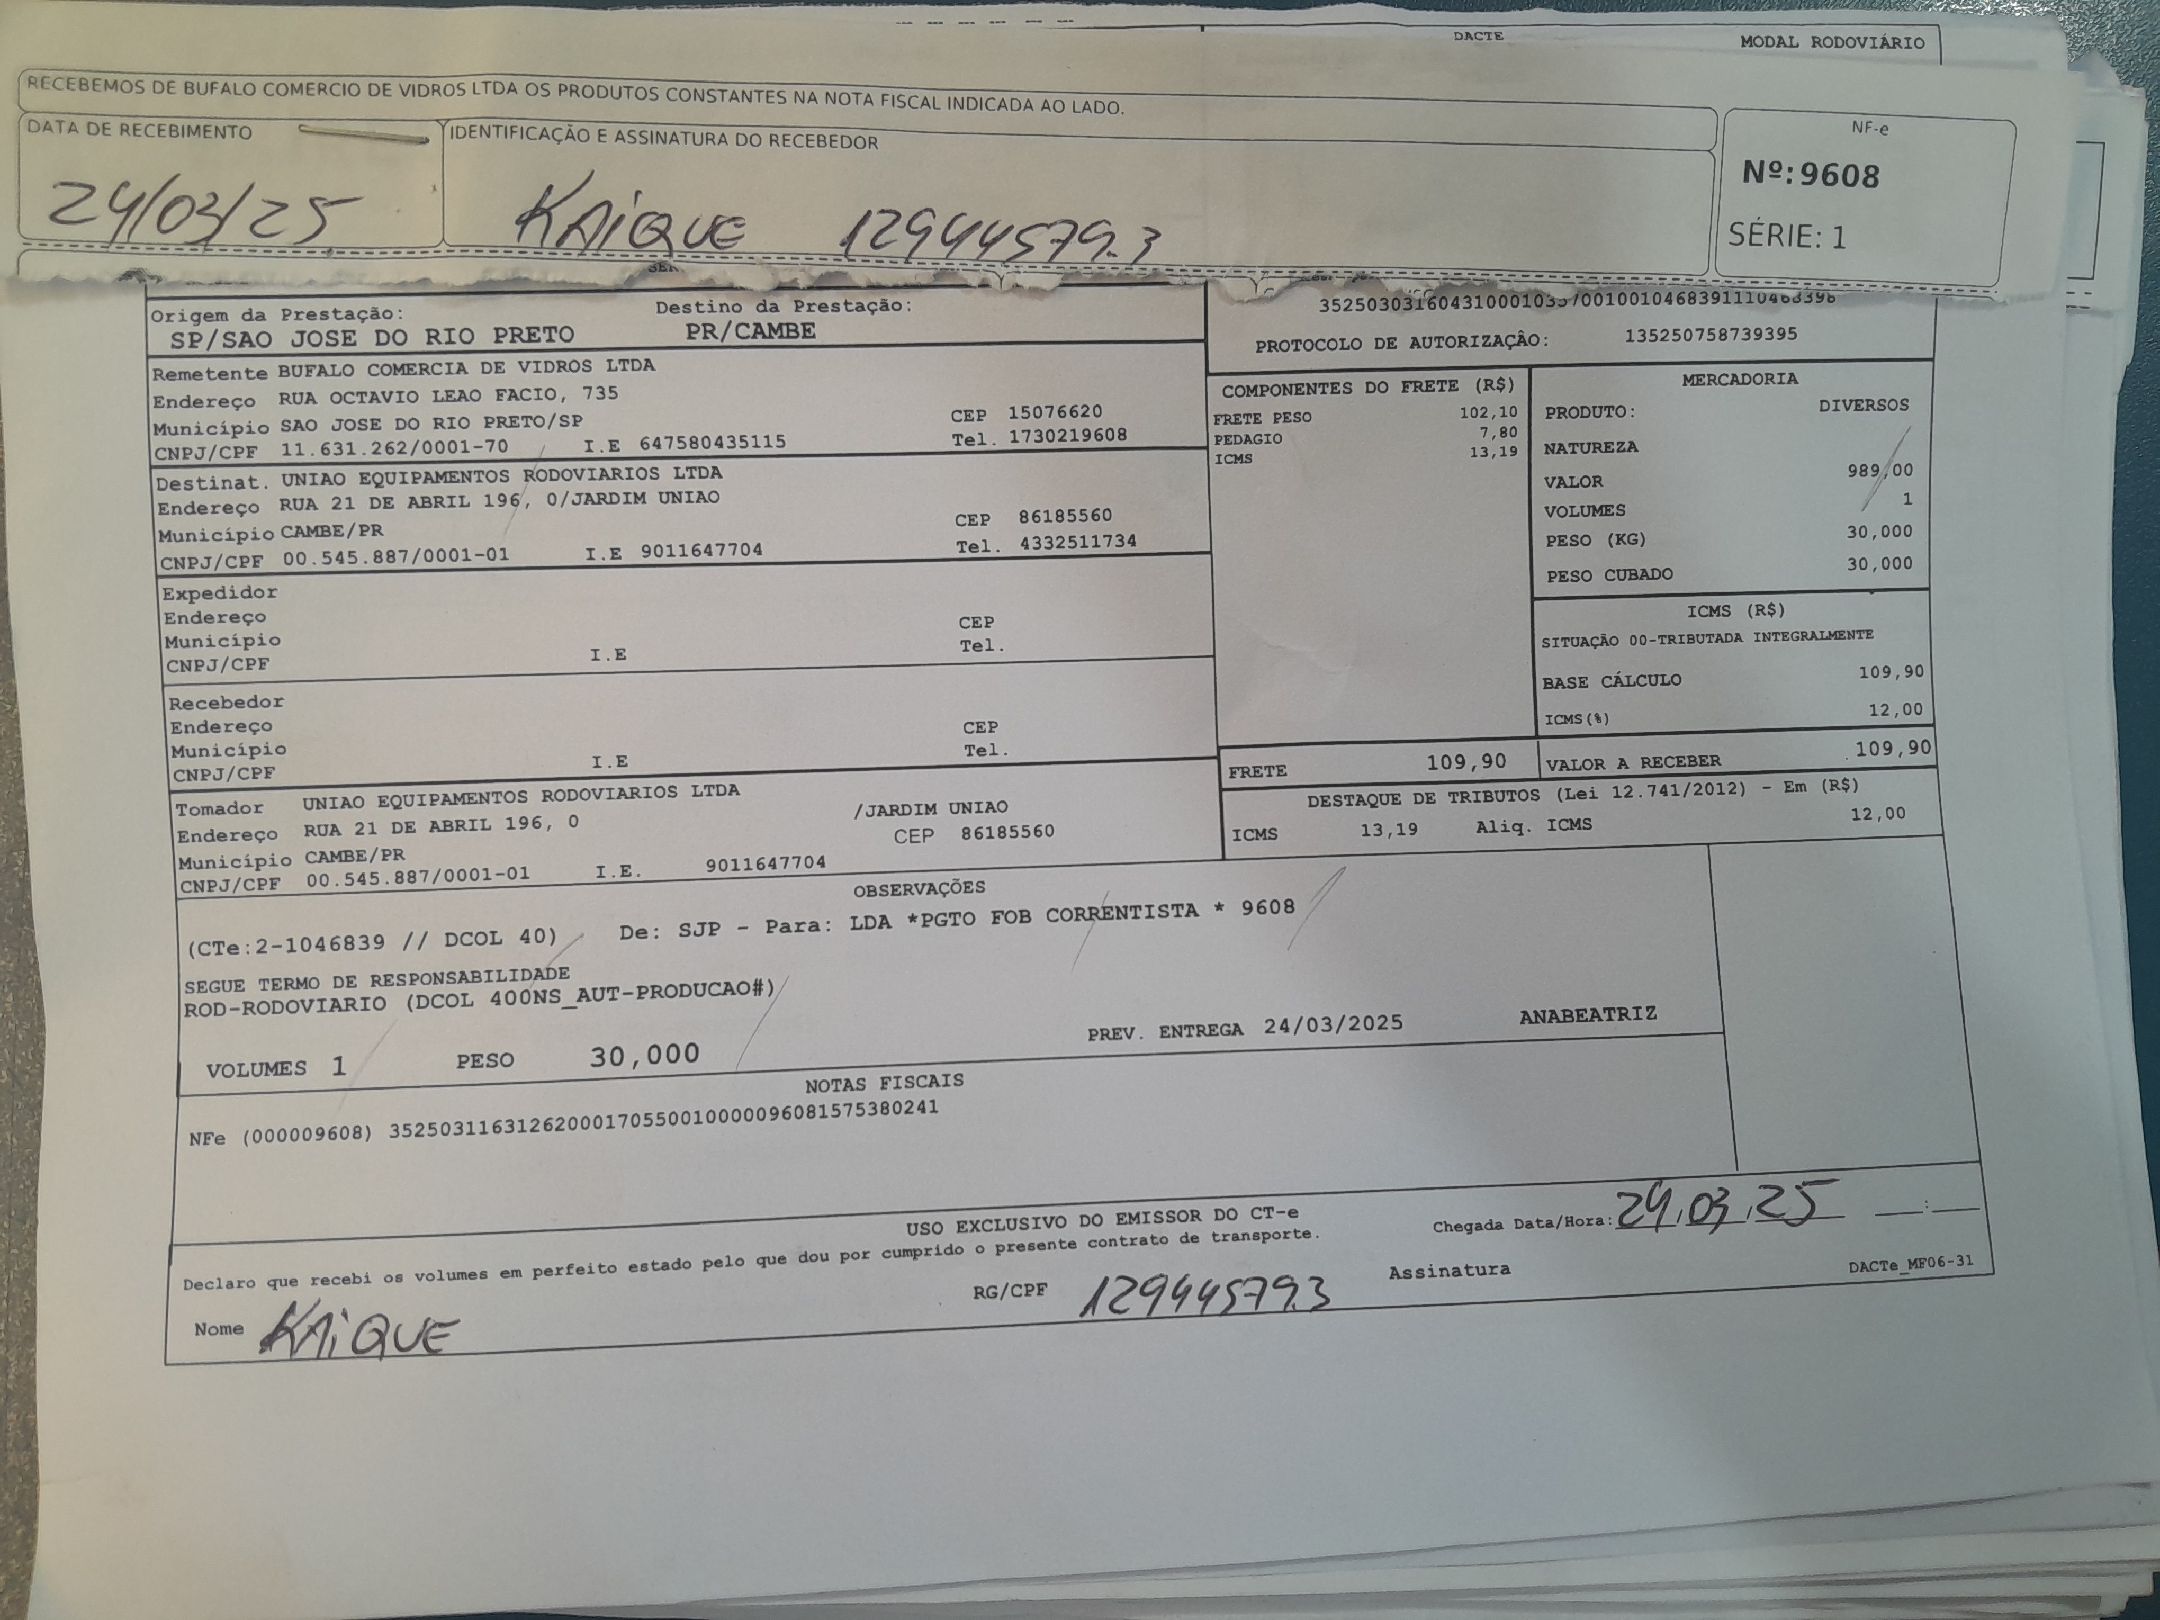 DACTE
MODAL RODOVIÁRIO
RECEBEMOS DE BUFALO COMERCIO DE VIDROS LTDA OS PRODUTOS CONSTANTES NA NOTA FISCAL INDICADA AO LADO.
DATA DE RECEBIMENTO
24/03/25
IDENTIFICAÇÃO E ASSINATURA DO RECEBEDOR
KAIQUE 12944579.3
NF-e
Nº: 9608
SÉRIE: 1
Origem da Prestação:
SP/SAO JOSE DO RIO PRETO
Destino da Prestação:
PR/CAMBE
PROTOCOLO DE AUTORIZAÇÂO: 135250758739395
Remetente BUFALO COMERCIA DE VIDROS LTDA
Endereço RUA OCTAVIO LEAO FACIO, 735
Município SAO JOSE DO RIO PRETO/SP CEP 15076620
CNPJ/CPF 11.631.262/0001-70 I.E 647580435115 Tel. 1730219608
Destinat. UNIAO EQUIPAMENTOS RODOVIARIOS LTDA
Endereço RUA 21 DE ABRIL 196, 0/JARDIM UNIAO
Município CAMBE/PR CEP 86185560
CNPJ/CPF 00.545.887/0001-01 I.E 9011647704 Tel. 4332511734
Expedidor
Endereço
Município CEP
CNPJ/CPF I.E Tel.
Recebedor
Endereço
Município CEP
CNPJ/CPF I.E Tel.
Tomador UNIAO EQUIPAMENTOS RODOVIARIOS LTDA
Endereço RUA 21 DE ABRIL 196, 0 /JARDIM UNIAO
Município CAMBE/PR CEP 86185560
CNPJ/CPF 00.545.887/0001-01 I.E. 9011647704
COMPONENTES DO FRETE (R$)
FRETE PESO 102,10
PEDAGIO 7,80
ICMS 13,19
MERCADORIA
PRODUTO: DIVERSOS
NATUREZA
VALOR 989,00
VOLUMES 1
PESO (KG) 30,000
PESO CUBADO 30,000
ICMS (R$)
SITUAÇÃO 00-TRIBUTADA INTEGRALMENTE
BASE CÁLCULO 109,90
ICMS(%) 12,00
FRETE 109,90
VALOR A RECEBER 109,90
DESTAQUE DE TRIBUTOS (Lei 12.741/2012) - Em (R$)
ICMS 13,19 Aliq. ICMS 12,00
OBSERVAÇÕES
(CTe:2-1046839 // DCOL 40) De: SJP - Para: LDA *PGTO FOB CORRENTISTA * 9608
SEGUE TERMO DE RESPONSABILIDADE
ROD-RODOVIARIO (DCOL 400NS_AUT-PRODUCAO#)
VOLUMES 1 PESO 30,000 PREV. ENTREGA 24/03/2025 ANABEATRIZ
NOTAS FISCAIS
NFe (000009608) 35250311631262000170550010000096081575380241
USO EXCLUSIVO DO EMISSOR DO CT-e
Declaro que recebi os volumes em perfeito estado pelo que dou por cumprido o presente contrato de transporte.
Chegada Data/Hora: 24/03/25 __:__
Nome KAIQUE RG/CPF 12944579.3 Assinatura
DACTe_MF06-31